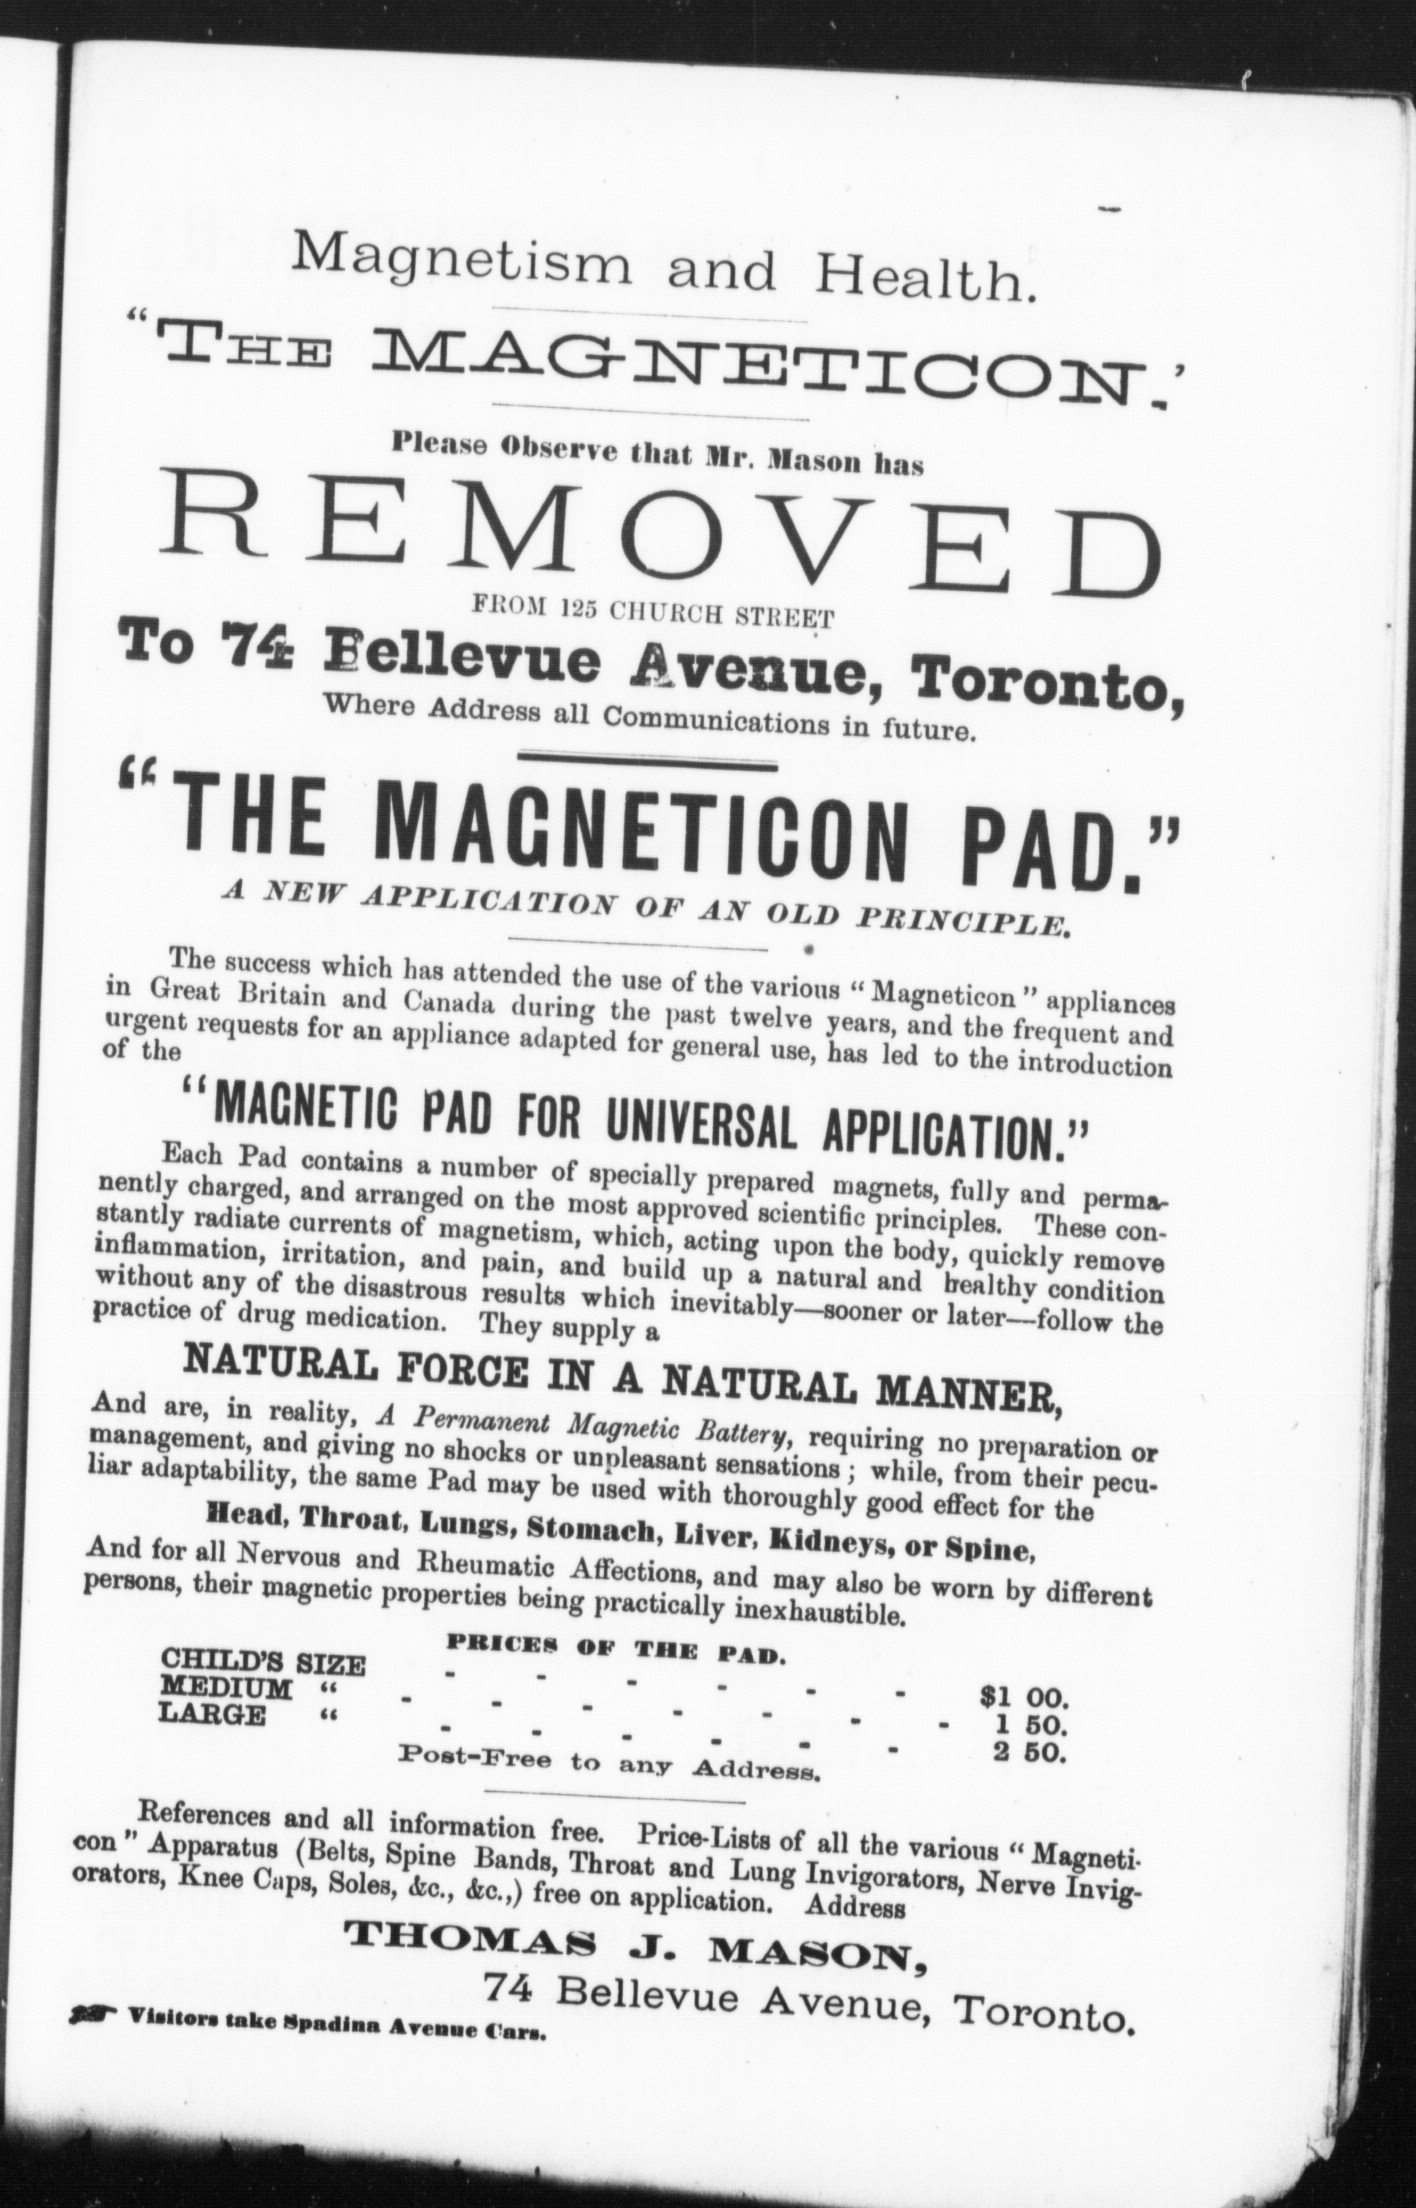 Magnetism and Health.
“THE MAGNETICON.’
Please Observe that Mr. Mason has
REMOVED
FROM 125 CHURCH STREET
To 74 Bellevue Avenue, Toronto,
Where Address all Communications in future.
“THE MAGNETICON PAD.”
A NEW APPLICATION OF AN OLD PRINCIPLE.
The success which has attended the use of the various “Magneticon” appliances
in Great Britain and Canada during the past twelve years, and the frequent and
urgent requests for an appliance adapted for general use, has led to the introduction
of the
“MAGNETIC PAD FOR UNIVERSAL APPLICATION.”
Each Pad contains a number of specially prepared magnets, fully and perma-
nently charged, and arranged on the most approved scientific principles. These con-
stantly radiate currents of magnetism, which, acting upon the body, quickly remove
inflammation, irritation, and pain, and build up a natural and healthy condition
without any of the disastrous results which inevitably—sooner or later—follow the
practice of drug medication. They supply a
NATURAL FORCE IN A NATURAL MANNER,
And are, in reality, A Permanent Magnetic Battery, requiring no preparation or
management, and giving no shocks or unpleasant sensations; while, from their pecu-
liar adaptability, the same Pad may be used with thoroughly good effect for the
Head, Throat, Lungs, Stomach, Liver, Kidneys, or Spine,
And for all Nervous and Rheumatic Affections, and may also be worn by different
persons, their magnetic properties being practically inexhaustible.
PRICES OF THE PAD.
CHILD'S SIZE - - - - - - $1 00.
MEDIUM “ - - - - - - - 1 50.
LARGE “ - - - - - - 2 50.
Post-Free to any Address.
References and all information free. Price-Lists of all the various “Magneti-
con” Apparatus (Belts, Spine Bands, Throat and Lung Invigorators, Nerve Invig-
orators, Knee Caps, Soles, &c., &c.,) free on application. Address
THOMAS J. MASON,
74 Bellevue Avenue, Toronto.
☛ Visitors take Spadina Avenue Cars.